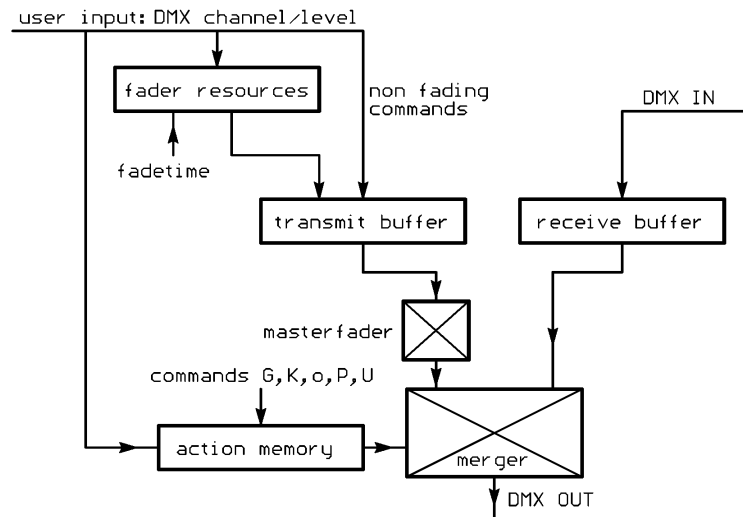 user input: DMX channel/level
fader resources
non fading
commands
DMX IN
fadetime
transmit buffer
receive buffer
masterfader
commands G,K,o,P,U
action memory
merger
DMX OUT